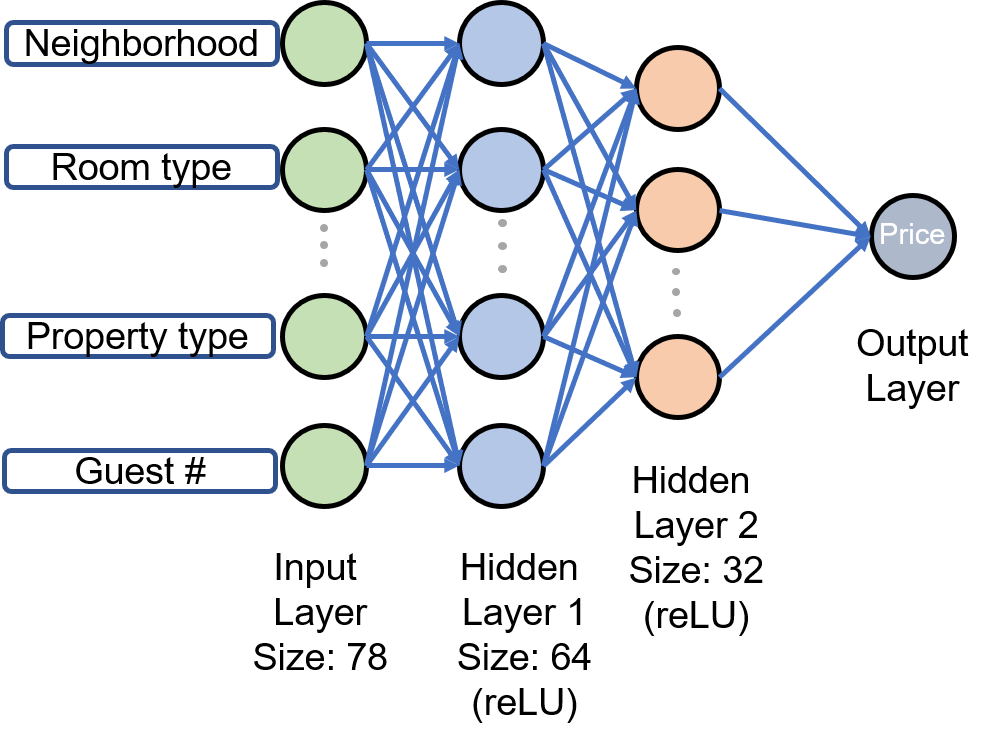 Neighborhood
Room type
Property type
Guest #
Price
Output
Layer
Input
Layer
Size: 78
Hidden
Layer 1
Size: 64
(reLU)
Hidden
Layer 2
Size: 32
(reLU)